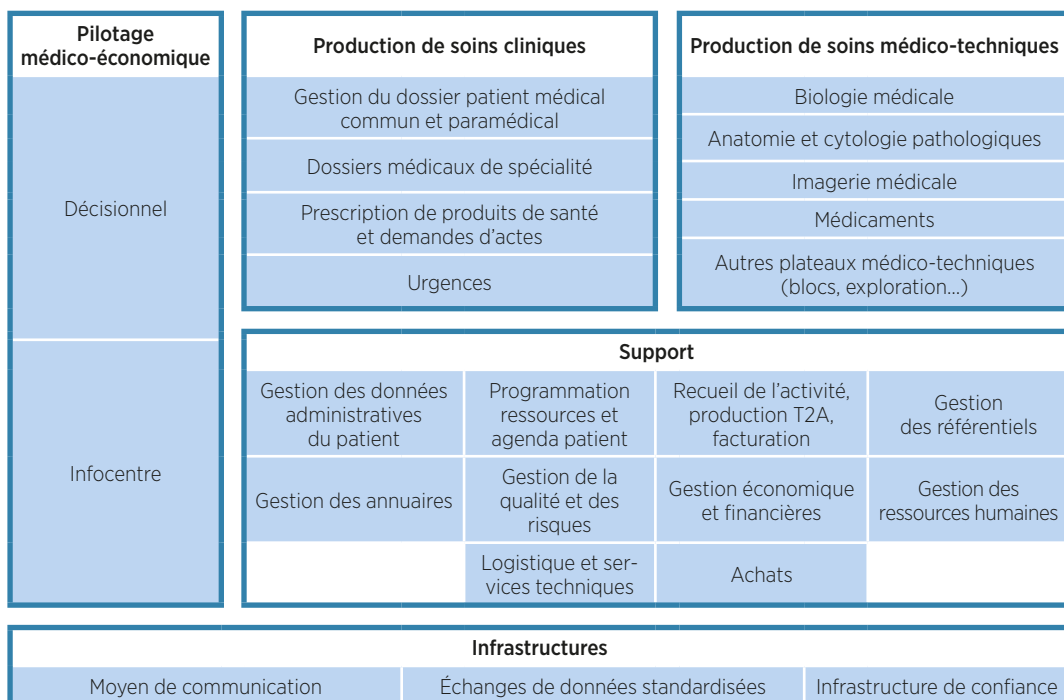 Pilotage
médico-économique
Décisionnel
Infocentre
Production de soins cliniques
Gestion du dossier patient médical
commun et paramédical
Dossiers médicaux de spécialité
Prescription de produits de santé
et demandes d'actes
Urgences
Production de soins médico-techniques
Biologie médicale
Anatomie et cytologie pathologiques
Imagerie médicale
Médicaments
Autres plateaux médico-techniques
(blocs, exploration...)
Support
Gestion des données
administratives
du patient
Programmation
ressources et
agenda patient
Recueil de l'activité,
production T2A,
facturation
Gestion
des référentiels
Gestion des annuaires
Gestion de la
qualité et des
risques
Gestion économique
et financières
Gestion des
ressources humaines
Logistique et ser-
vices techniques
Achats
Infrastructures
Moyen de communication
Échanges de données standardisées
Infrastructure de confiance